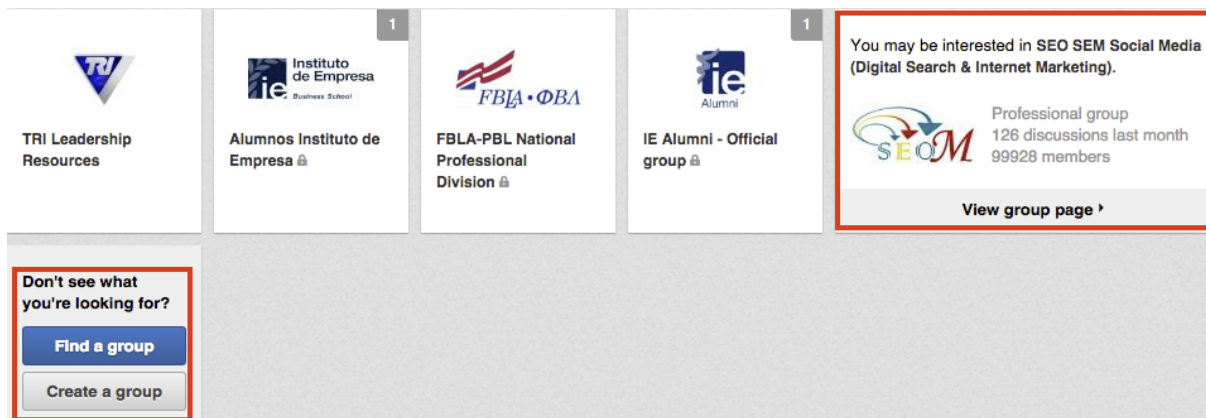 TRI
TRI Leadership
Resources
1
Instituto
de Empresa
ie
Business School
Alumnos Instituto de
Empresa
FBLA•ΦBΛ
FBLA-PBL National
Professional
Division
1
ie
Alumni
IE Alumni - Official
group
You may be interested in SEO SEM Social Media
(Digital Search & Internet Marketing).
SEOM
Professional group
126 discussions last month
99928 members
View group page
Don't see what
you're looking for?
Find a group
Create a group